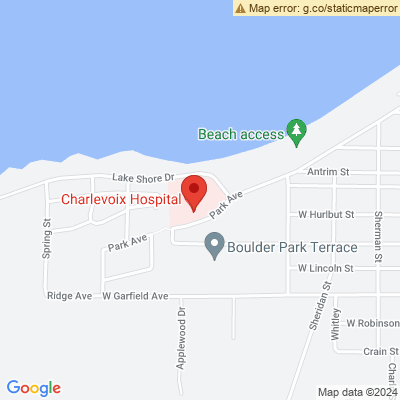 Map error: g.co/staticmaperror
Beach access
Lake Shore Dr
Antrim St
Charlevoix Hospital
Park Ave
W Hurlbut St
Sherman St
Spring St
Park Ave
Boulder Park Terrace
W Lincoln St
Ridge Ave
W Garfield Ave
Sheridan St
Whitley
W Robinson
Applewood Dr
Crain St
Google
Map data ©2024